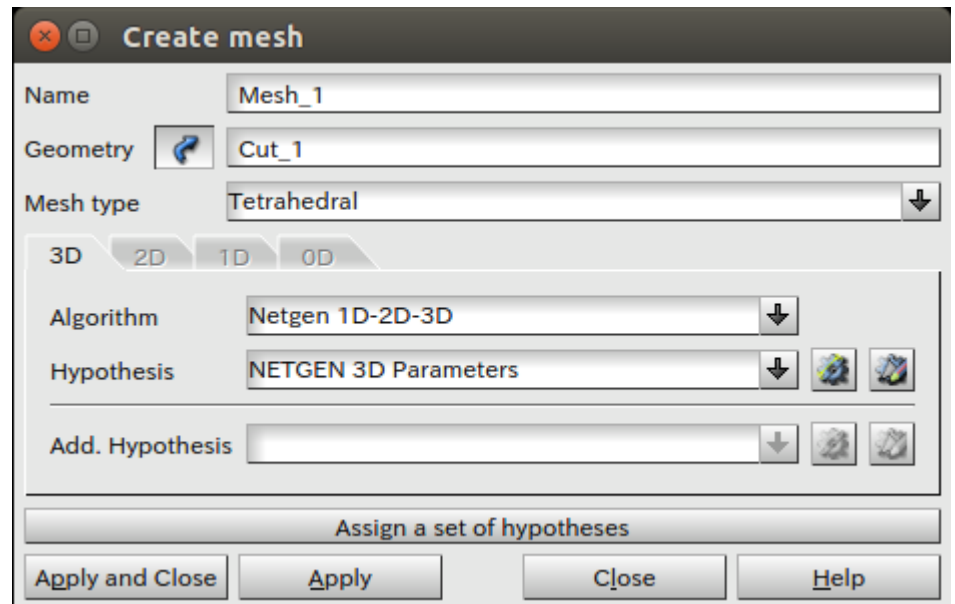 Create mesh
Name Mesh_1
Geometry Cut_1
Mesh type Tetrahedral
3D 2D 1D 0D
Algorithm Netgen 1D-2D-3D
Hypothesis NETGEN 3D Parameters
Add. Hypothesis
Assign a set of hypotheses
Apply and Close Apply Close Help